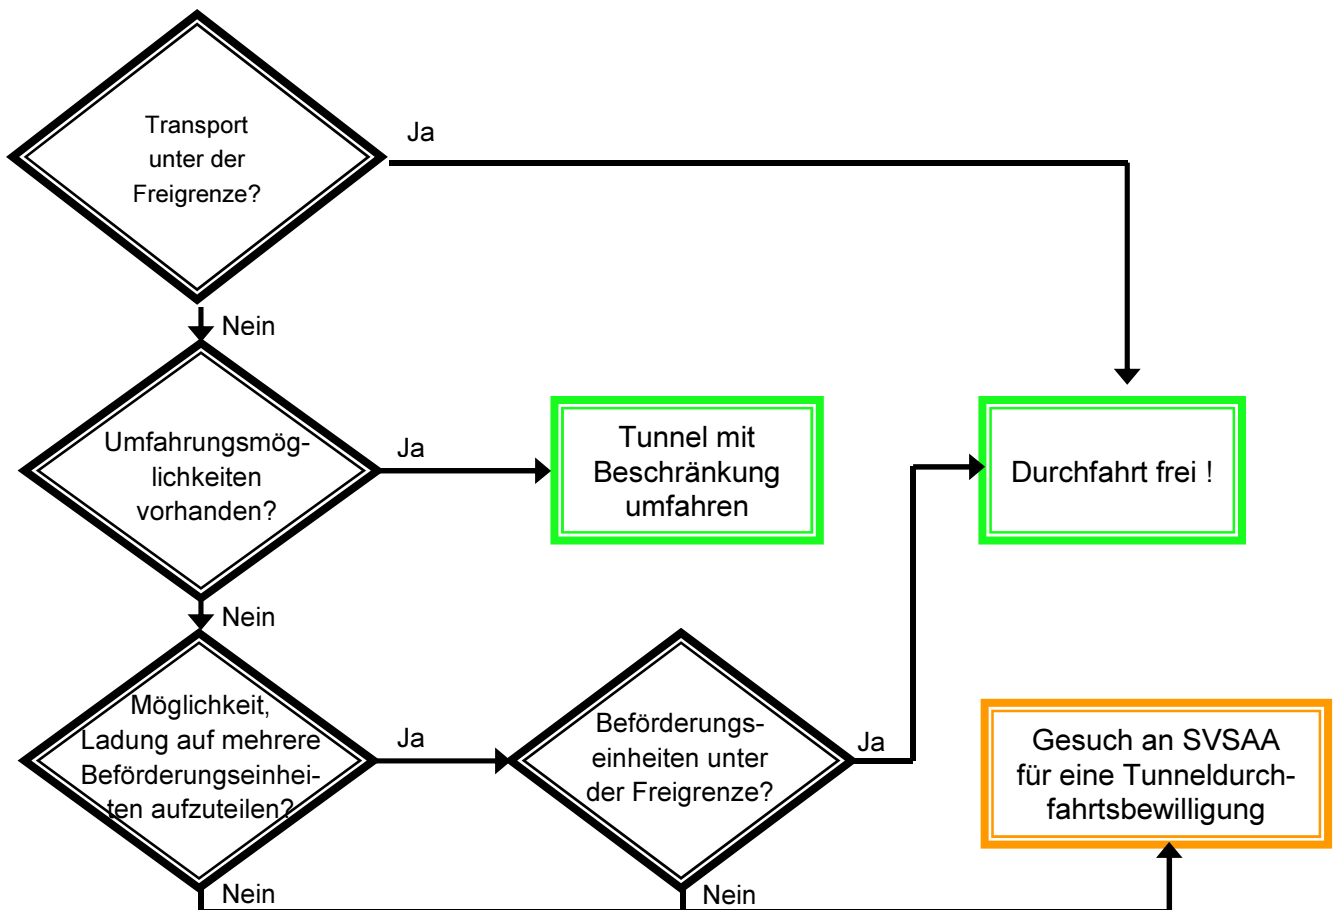 Transport
unter der
Freigrenze?
Ja
Nein
Umfahrungsmög-
lichkeiten
vorhanden?
Ja
Tunnel mit
Beschränkung
umfahren
Durchfahrt frei !
Nein
Möglichkeit,
Ladung auf mehrere
Beförderungseinhei-
ten aufzuteilen?
Ja
Beförderungs-
einheiten unter
der Freigrenze?
Ja
Gesuch an SVSAA
für eine Tunneldurch-
fahrtsbewilligung
Nein
Nein